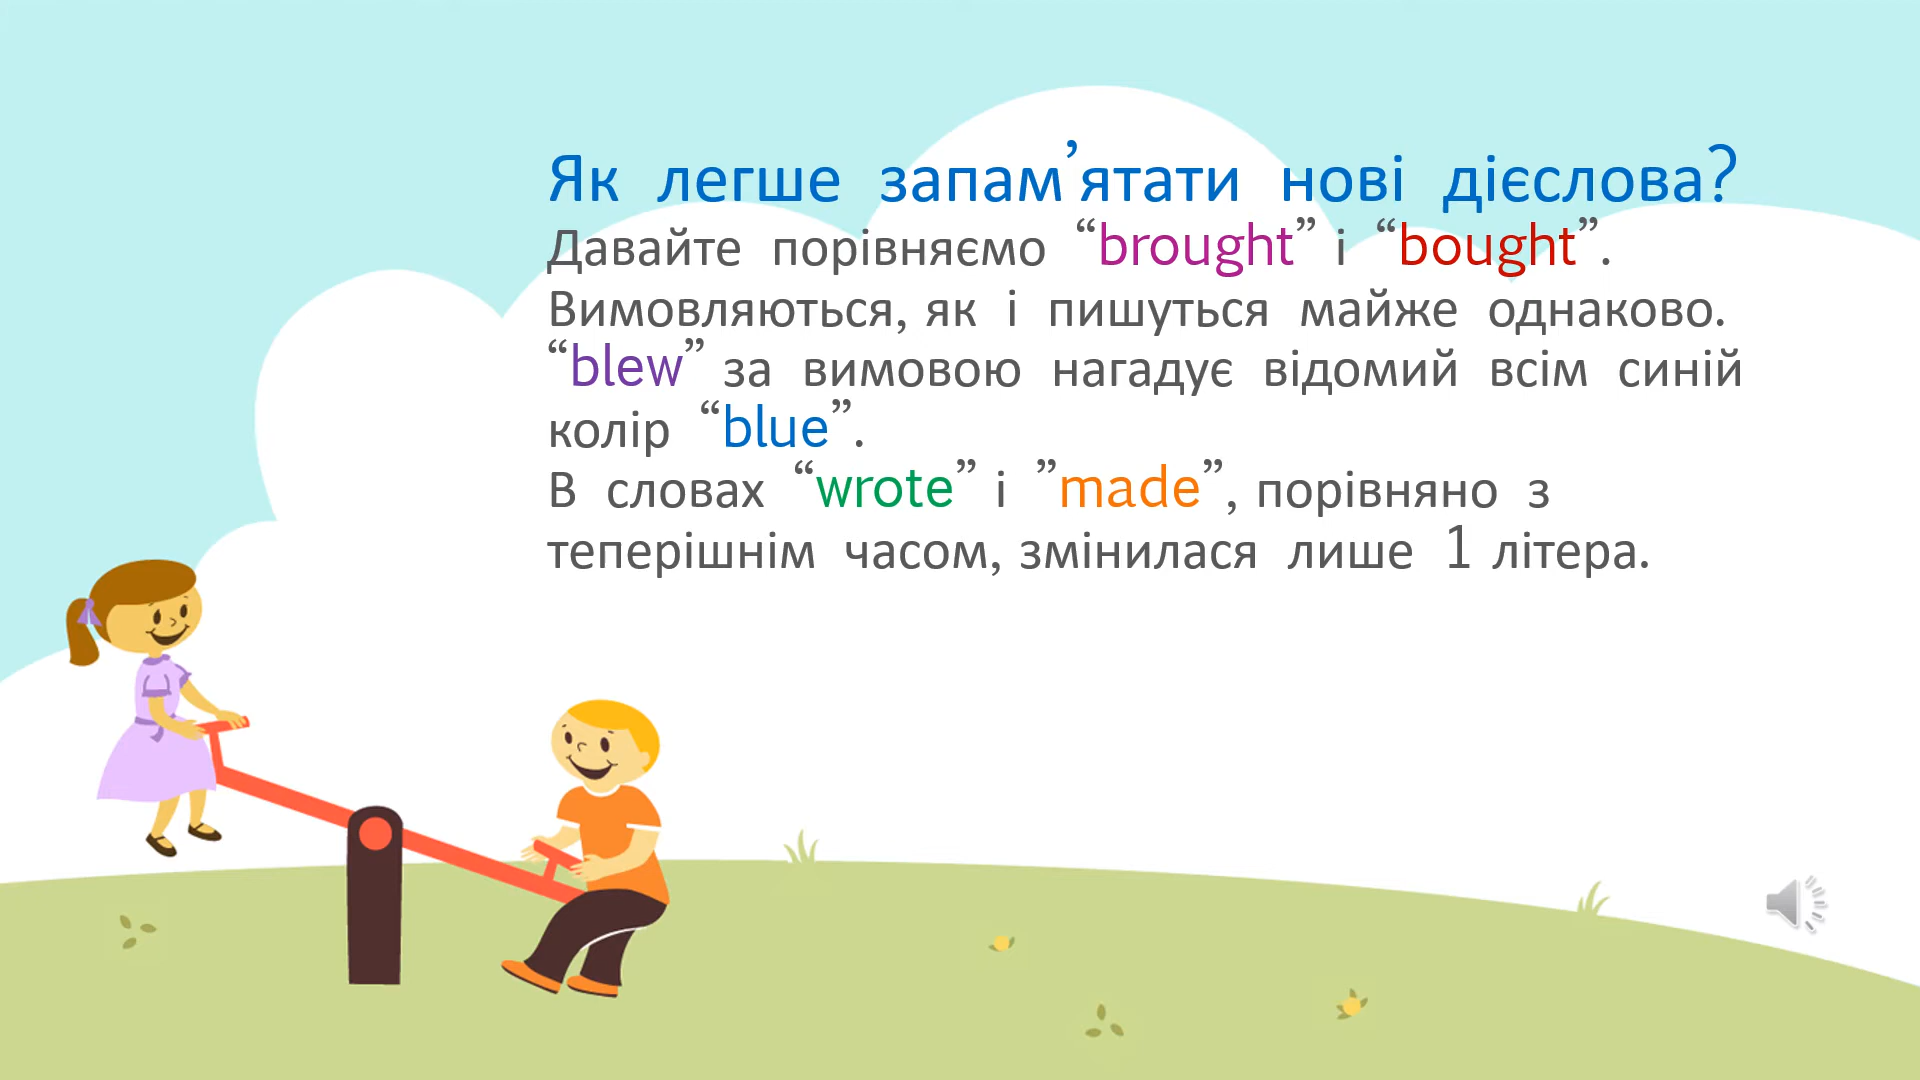 Як легше запам’ятати нові дієслова?
Давайте порівняємо “brought” і “bought”.
Вимовляються, як і пишуться майже однаково.
“blew” за вимовою нагадує відомий всім синій
колір “blue”.
В словах “wrote” і ”made”, порівняно з
теперішнім часом, змінилася лише 1 літера.